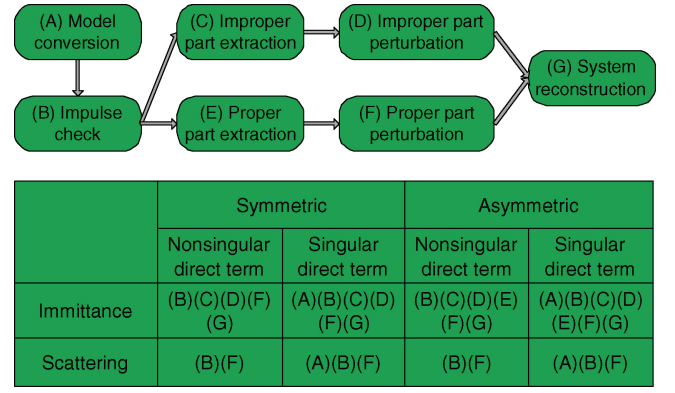 (A) Model
conversion
(C) Improper
part extraction
(D) Improper part
perturbation
(G) System
reconstruction
(B) Impulse
check
(E) Proper
part extraction
(F) Proper part
perturbation
Symmetric
Asymmetric
Nonsingular
direct term
Singular
direct term
Nonsingular
direct term
Singular
direct term
Immittance
(B)(C)(D)(F)
(G)
(A)(B)(C)(D)
(F)(G)
(B)(C)(D)(E)
(F)(G)
(A)(B)(C)(D)
(E)(F)(G)
Scattering
(B)(F)
(A)(B)(F)
(B)(F)
(A)(B)(F)